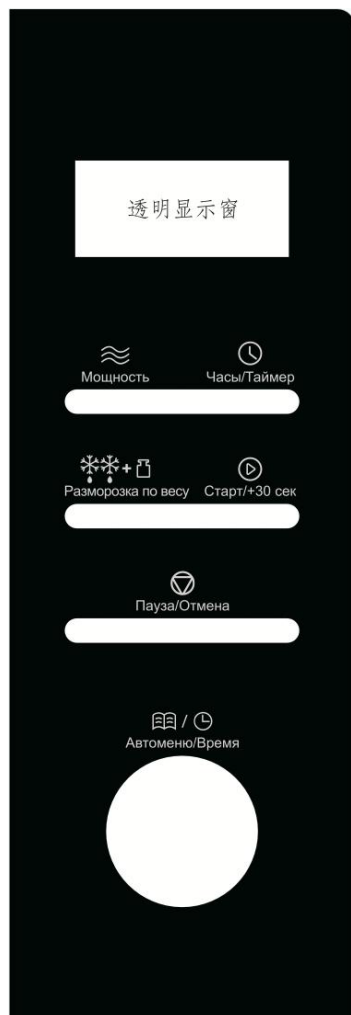 透明显示窗
Мощность Часы/Таймер
Разморозка по весу Старт/+30 сек
Пауза/Отмена
Автоменю/Время